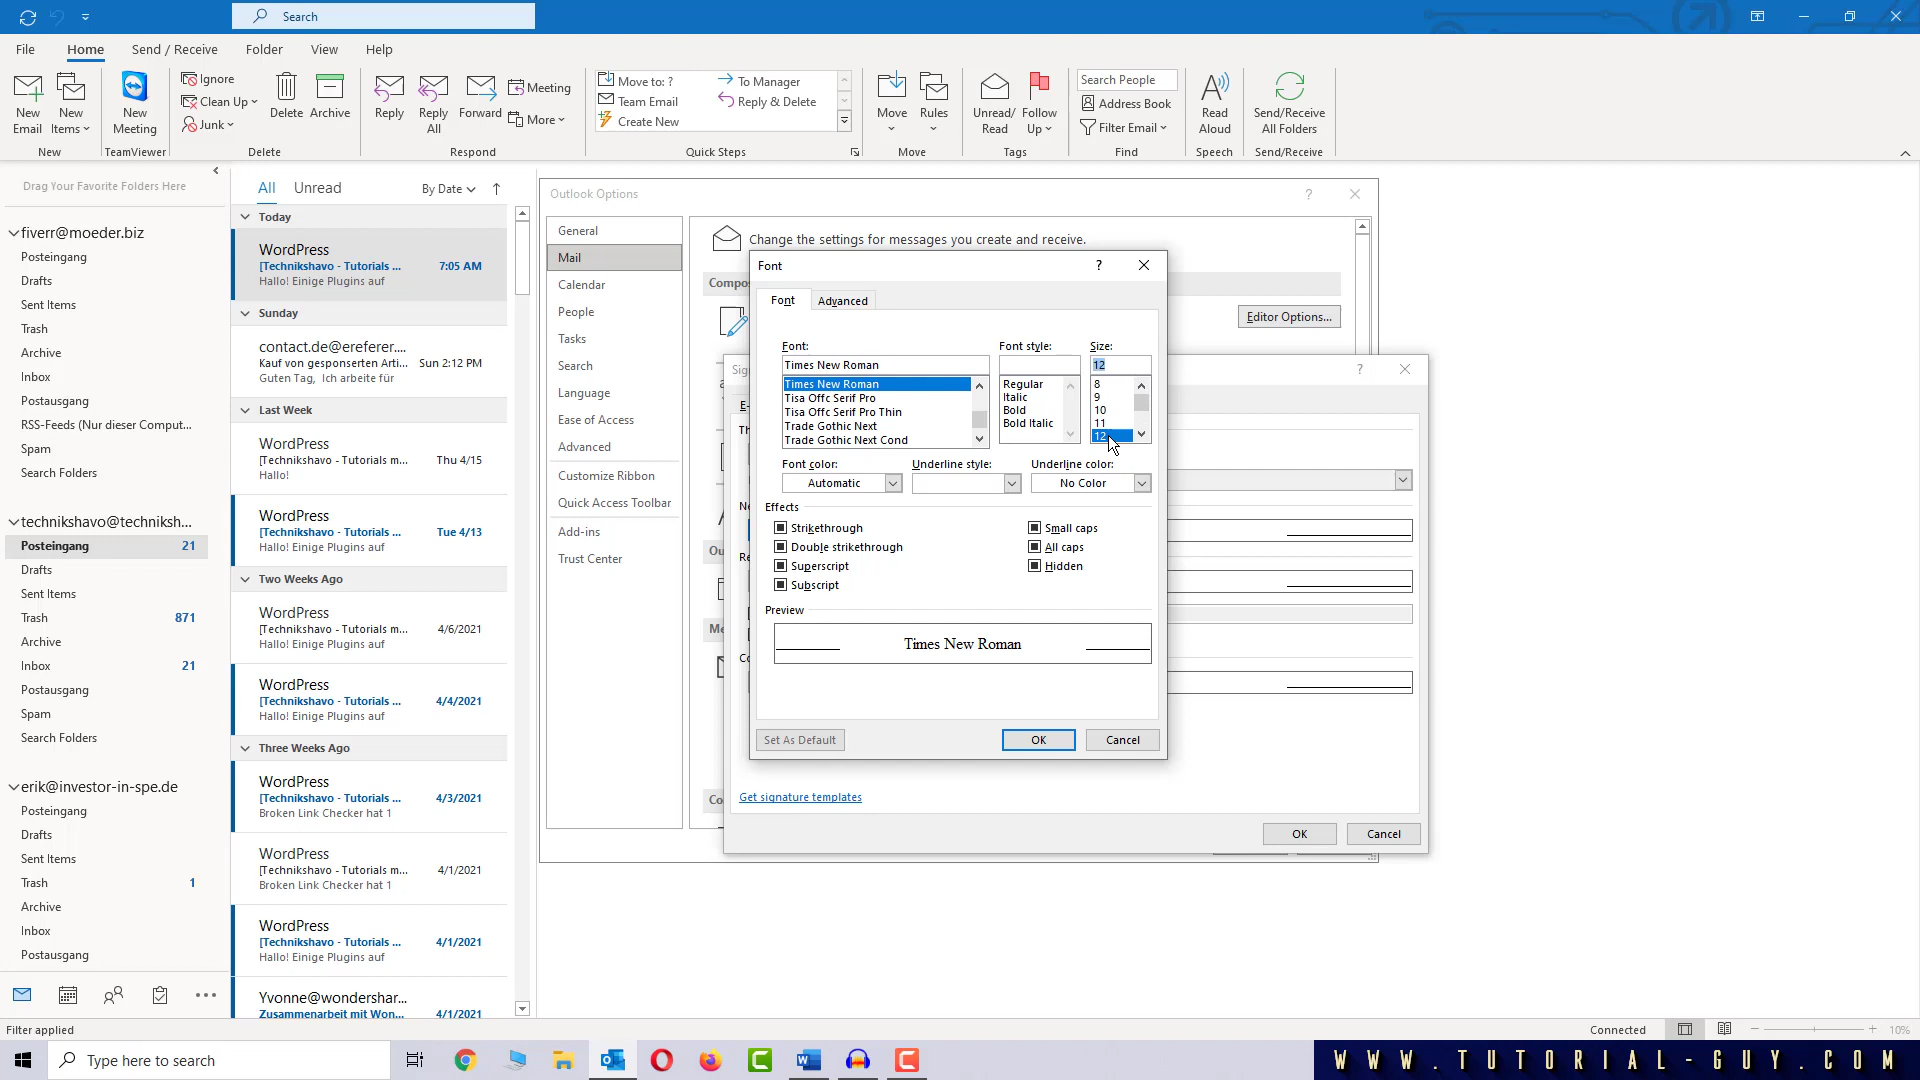 Search
File Home Send / Receive Folder View Help
New Email
New Items
New
New Meeting
TeamViewer
Ignore
Clean Up
Junk
Delete
Archive
Delete
Reply
Reply All
Forward
Meeting
More
Respond
Move to: ?
Team Email
Create New
To Manager
Reply & Delete
Quick Steps
Move
Rules
Move
Unread/ Read
Follow Up
Tags
Search People
Address Book
Filter Email
Find
Read Aloud
Speech
Send/Receive All Folders
Send/Receive
Drag Your Favorite Folders Here
fiverr@moeder.biz
Posteingang
Drafts
Sent Items
Trash
Archive
Inbox
Postausgang
RSS-Feeds (Nur dieser Comput...
Spam
Search Folders
technikshavo@techniksh...
Posteingang 21
Drafts
Sent Items
Trash 871
Archive
Inbox 21
Postausgang
Spam
Search Folders
erik@investor-in-spe.de
Posteingang
Drafts
Sent Items
Trash 1
Archive
Inbox
Postausgang
Filter applied
All Unread By Date
Today
WordPress
[Technikshavo - Tutorials ... 7:05 AM
Hallo! Einige Plugins auf
Sunday
contact.de@ereferer....
Kauf von gesponserten Arti... Sun 2:12 PM
Guten Tag, Ich arbeite für
Last Week
WordPress
[Technikshavo - Tutorials m... Thu 4/15
Hallo!
WordPress
[Technikshavo - Tutorials ... Tue 4/13
Hallo! Einige Plugins auf
Two Weeks Ago
WordPress
[Technikshavo - Tutorials m... 4/6/2021
Hallo! Einige Plugins auf
WordPress
[Technikshavo - Tutorials ... 4/4/2021
Hallo! Einige Plugins auf
Three Weeks Ago
WordPress
[Technikshavo - Tutorials ... 4/3/2021
Broken Link Checker hat 1
WordPress
[Technikshavo - Tutorials m... 4/1/2021
Broken Link Checker hat 1
WordPress
[Technikshavo - Tutorials ... 4/1/2021
Hallo! Einige Plugins auf
Yvonne@wondershar...
Zusammenarbeit mit Won... 4/1/2021
Outlook Options
General
Mail
Calendar
People
Tasks
Search
Language
Ease of Access
Advanced
Customize Ribbon
Quick Access Toolbar
Add-ins
Trust Center
Change the settings for messages you create and receive.
Compos
Editor Options...
Sig
E-
Th
Ne
Re
Co
Ou
Me
Co
Get signature templates
OK Cancel
Font
Font Advanced
Font: Font style: Size:
Times New Roman 12
Times New Roman
Tisa Offc Serif Pro
Tisa Offc Serif Pro Thin
Trade Gothic Next
Trade Gothic Next Cond
Regular
Italic
Bold
Bold Italic
8
9
10
11
12
Font color: Underline style: Underline color:
Automatic No Color
Effects
Strikethrough
Double strikethrough
Superscript
Subscript
Small caps
All caps
Hidden
Preview
Times New Roman
Set As Default OK Cancel
Connected 10%
Type here to search
WWW.TUTORIAL-GUY.COM